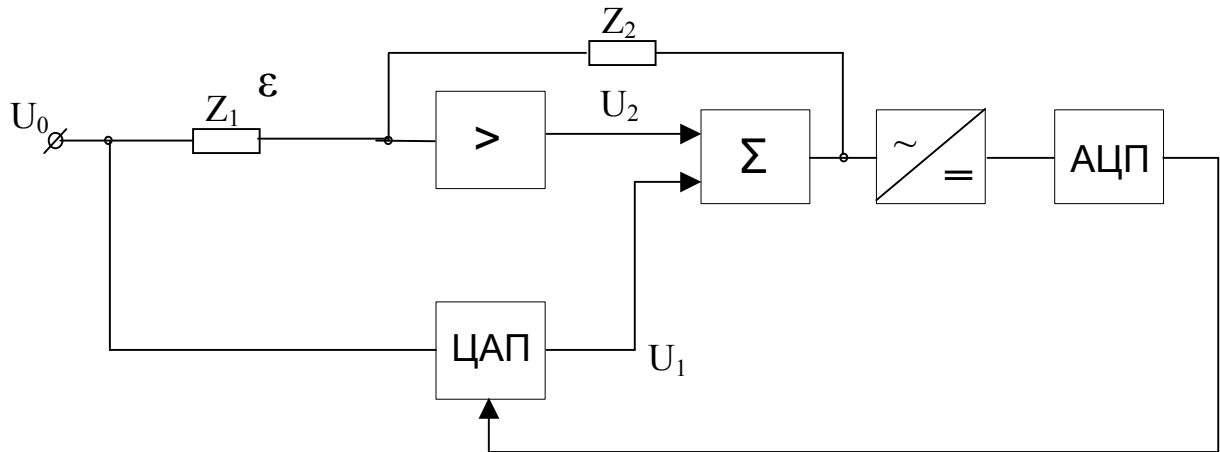 Z₂
ε
U₀
Z₁
>
U₂
Σ
~
=
АЦП
ЦАП
U₁